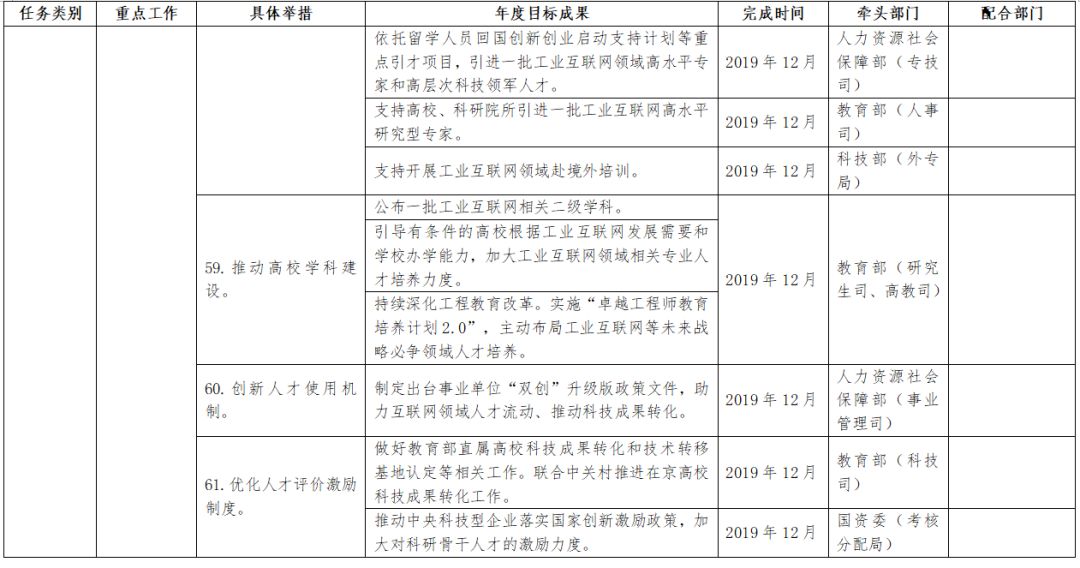 任务类别 重点工作 具体举措 年度目标成果 完成时间 牵头部门 配合部门
依托留学人员回国创新创业启动支持计划等重
点引才项目，引进一批工业互联网领域高水平专
家和高层次科技领军人才。
2019 年 12 月
人力资源社会
保障部（专技
司）
支持高校、科研院所引进一批工业互联网高水平
研究型专家。
2019 年 12 月
教育部（人事
司）
支持开展工业互联网领域赴境外培训。
2019 年 12 月
科技部（外专
局）
59.推动高校学科建
设。
公布一批工业互联网相关二级学科。
引导有条件的高校根据工业互联网发展需要和
学校办学能力，加大工业互联网领域相关专业人
才培养力度。
持续深化工程教育改革。实施“卓越工程师教育
培养计划 2.0”，主动布局工业互联网等未来战
略必争领域人才培养。
2019 年 12 月
教育部（研究
生司、高教司）
60.创新人才使用机
制。
制定出台事业单位“双创”升级版政策文件，助
力互联网领域人才流动、推动科技成果转化。
2019 年 12 月
人力资源社会
保障部（事业
管理司）
61.优化人才评价激励
制度。
做好教育部直属高校科技成果转化和技术转移
基地认定等相关工作。联合中关村推进在京高校
科技成果转化工作。
2019 年 12 月
教育部（科技
司）
推动中央科技型企业落实国家创新激励政策，加
大对科研骨干人才的激励力度。
2019 年 12 月
国资委（考核
分配局）